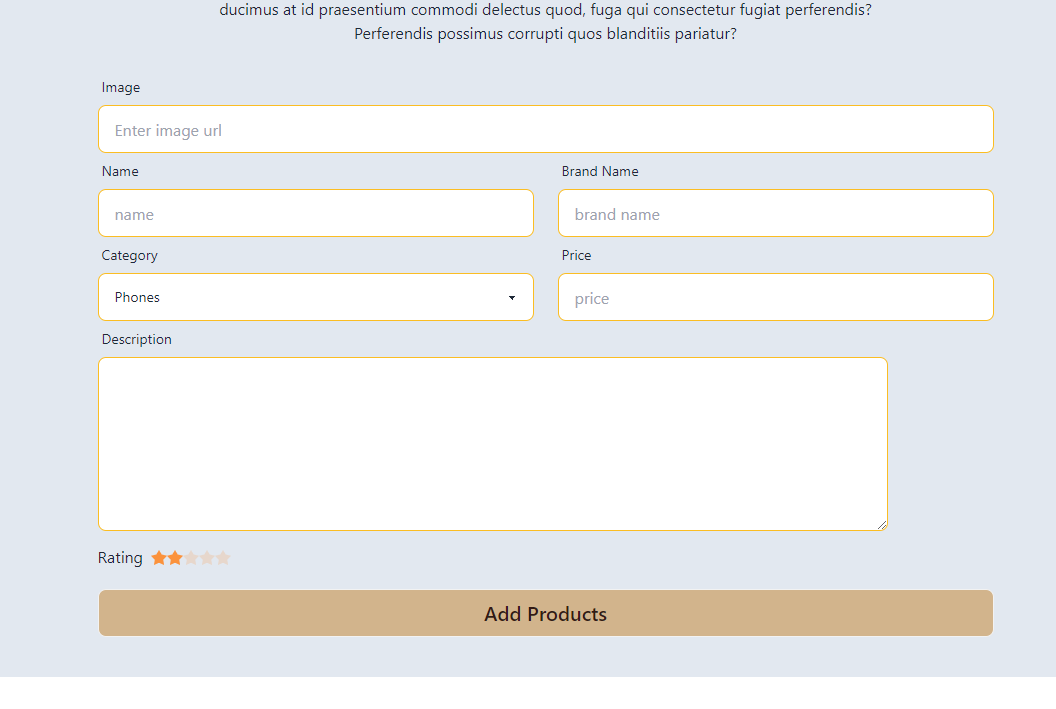 ducimus at id praesentium commodi delectus quod, fuga qui consectetur fugiat perferendis?
Perferendis possimus corrupti quos blanditiis pariatur?
Image
Enter image url
Name
Brand Name
name
brand name
Category
Price
Phones
price
Description
Rating
Add Products